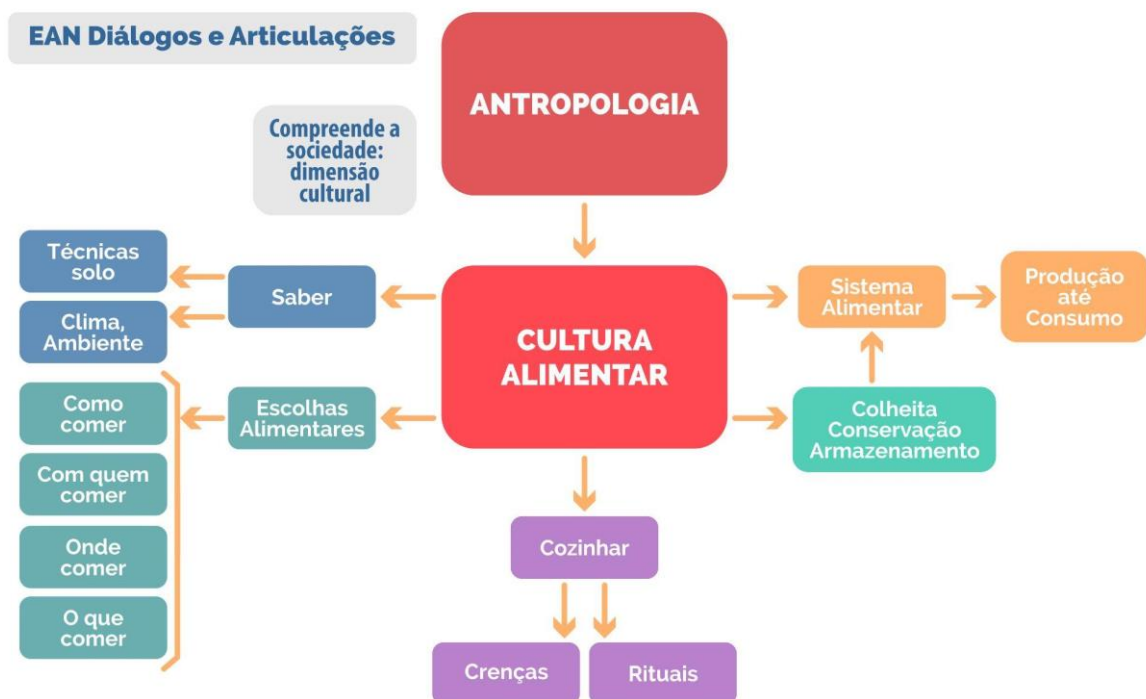 EAN Diálogos e Articulações
ANTROPOLOGIA
Compreende a
sociedade:
dimensão
cultural
Técnicas
solo
Saber
Clima,
Ambiente
CULTURA
ALIMENTAR
Sistema
Alimentar
Produção
até
Consumo
Como
comer
Escolhas
Alimentares
Colheita
Conservação
Armazenamento
Com quem
comer
Onde
comer
O que
comer
Cozinhar
Crenças
Rituais